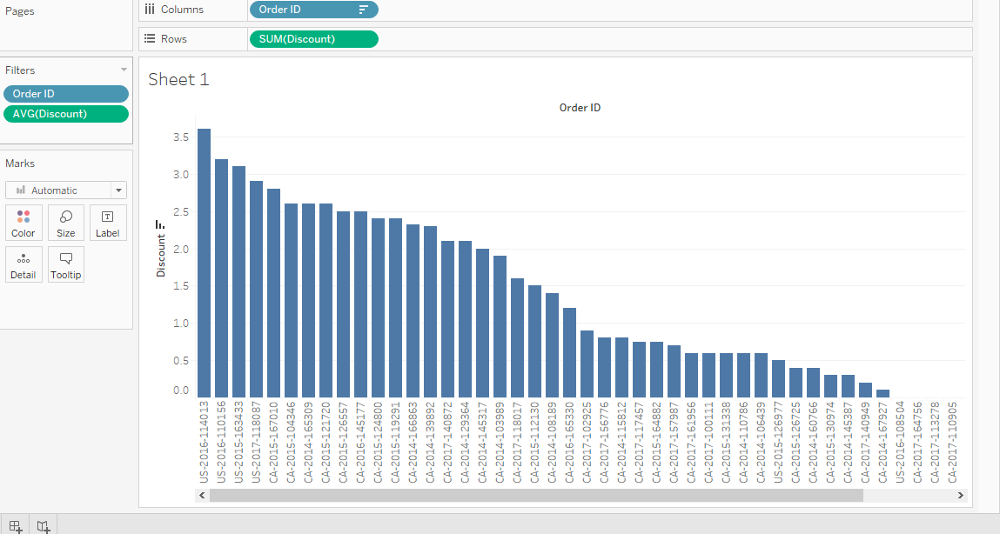 Pages
Columns
Order ID
Rows
SUM(Discount)
Filters
Order ID
AVG(Discount)
Marks
Automatic
Color
Size
Label
Detail
Tooltip
Sheet 1
Order ID
Discount
3.5
3.0
2.5
2.0
1.5
1.0
0.5
0.0
US-2016-114013
US-2016-110156
US-2015-163433
US-2017-118087
CA-2015-167010
CA-2015-104346
CA-2014-165309
CA-2015-121720
CA-2015-126557
CA-2016-145177
CA-2015-124800
CA-2015-119291
CA-2014-166863
CA-2014-139892
CA-2017-140872
CA-2017-129364
CA-2014-145317
CA-2014-103989
CA-2017-118017
CA-2015-112130
CA-2014-108189
CA-2016-165330
CA-2017-102925
CA-2017-156776
CA-2014-115812
CA-2017-117457
CA-2015-164882
CA-2017-157987
CA-2017-161956
CA-2017-100111
CA-2015-131338
CA-2014-110786
CA-2014-106439
US-2015-126977
CA-2015-126725
CA-2014-160766
CA-2015-130974
CA-2014-145387
CA-2017-140949
CA-2014-167927
US-2016-108504
CA-2017-164756
CA-2017-113278
CA-2017-110905